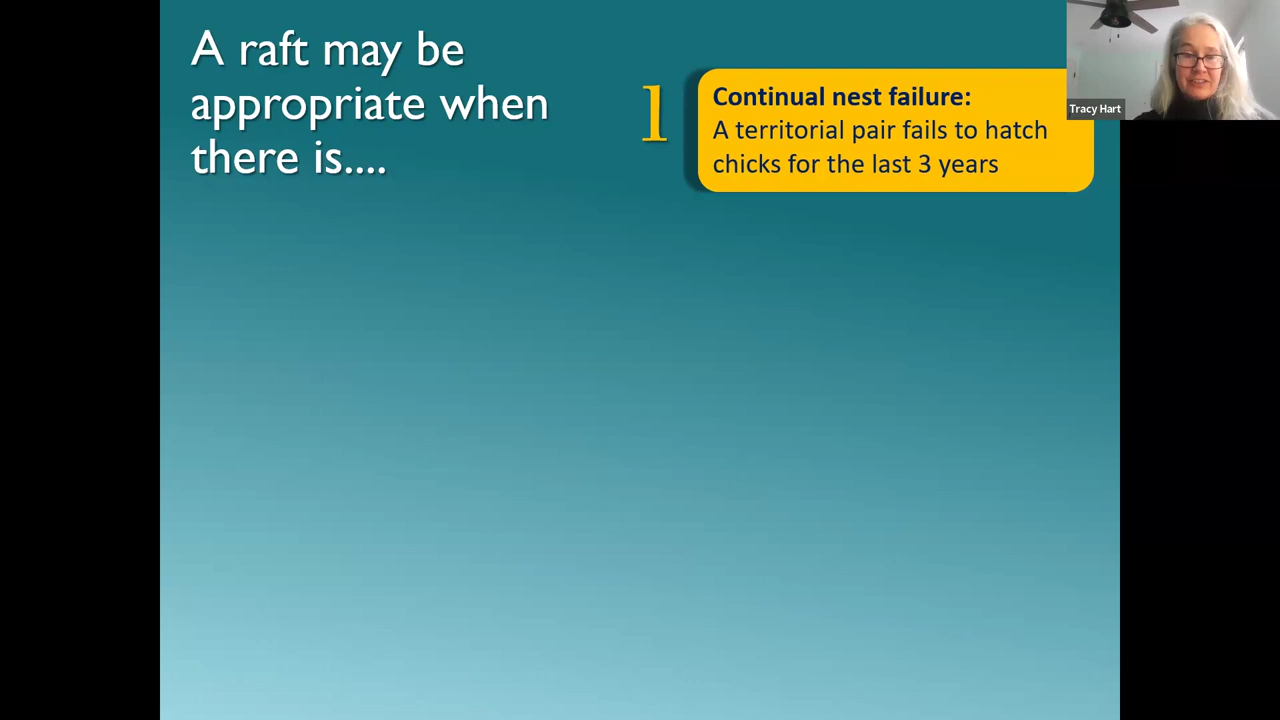 A raft may be
appropriate when
there is....
1
Continual nest failure:
A territorial pair fails to hatch
chicks for the last 3 years
Tracy Hart